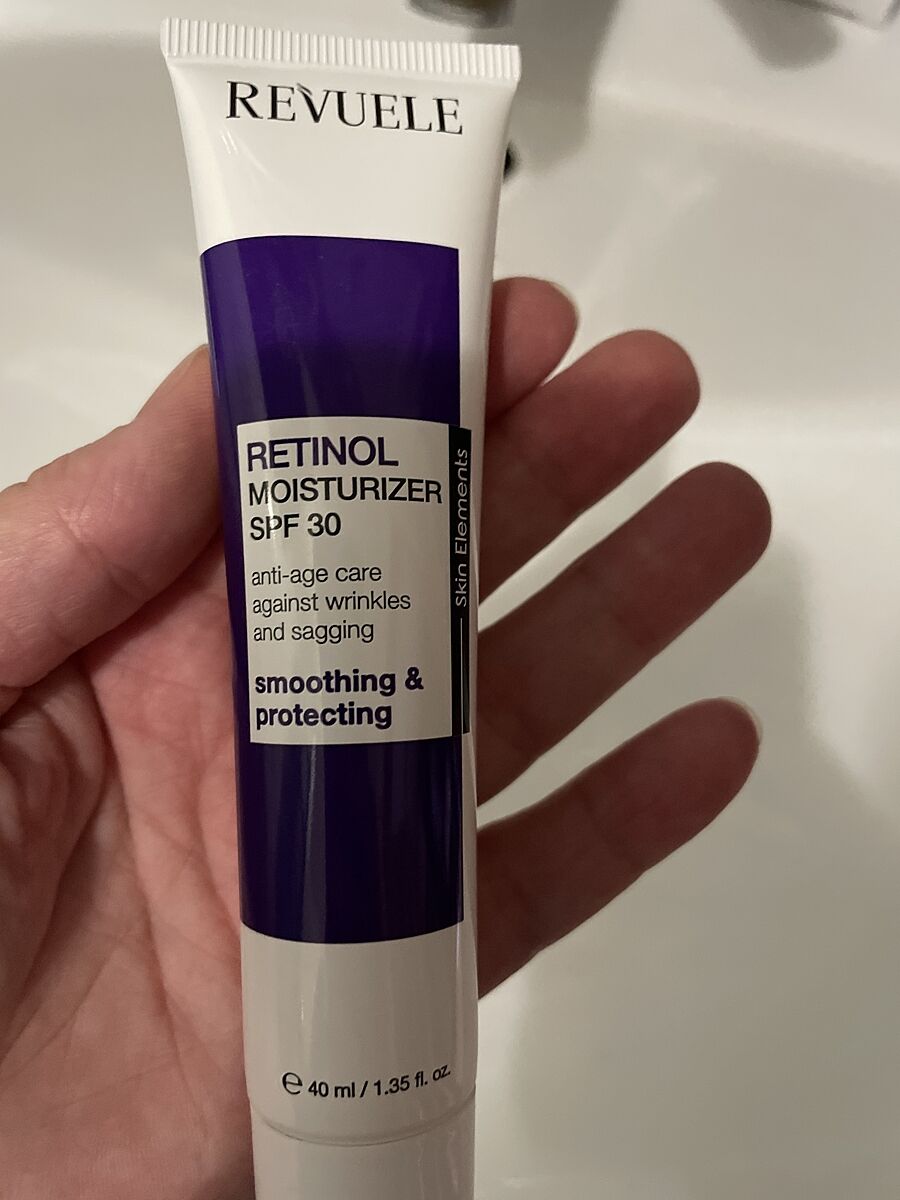 REVUELE
RETINOL
MOISTURIZER
SPF 30
anti-age care
against wrinkles
and sagging
smoothing &
protecting
Skin Elements
℮ 40 ml / 1.35 fl. oz.